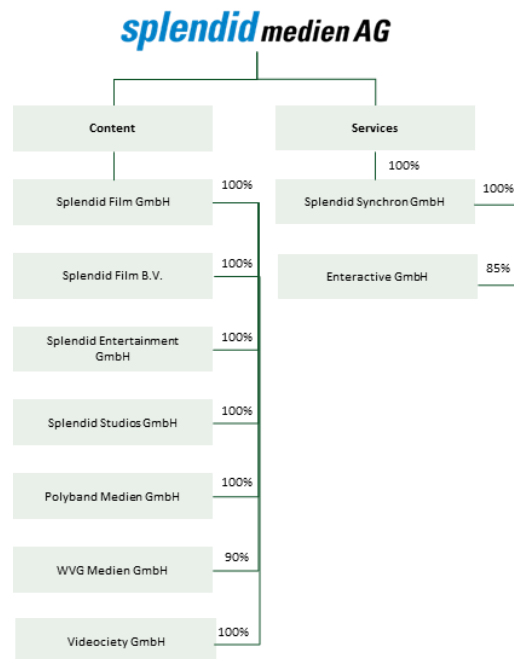 splendid medien AG
Content
Services
100%
Splendid Film GmbH
100%
Splendid Synchron GmbH
100%
Splendid Film B.V.
100%
Enteractive GmbH
85%
Splendid Entertainment
GmbH
100%
Splendid Studios GmbH
100%
Polyband Medien GmbH
100%
WVG Medien GmbH
90%
Videociety GmbH
100%